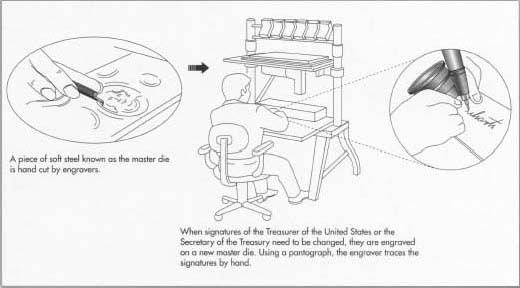 A piece of soft steel known as the master die
is hand cut by engravers.
When signatures of the Treasurer of the United States or the
Secretary of the Treasury need to be changed, they are engraved
on a new master die. Using a pantograph, the engraver traces the
signatures by hand.